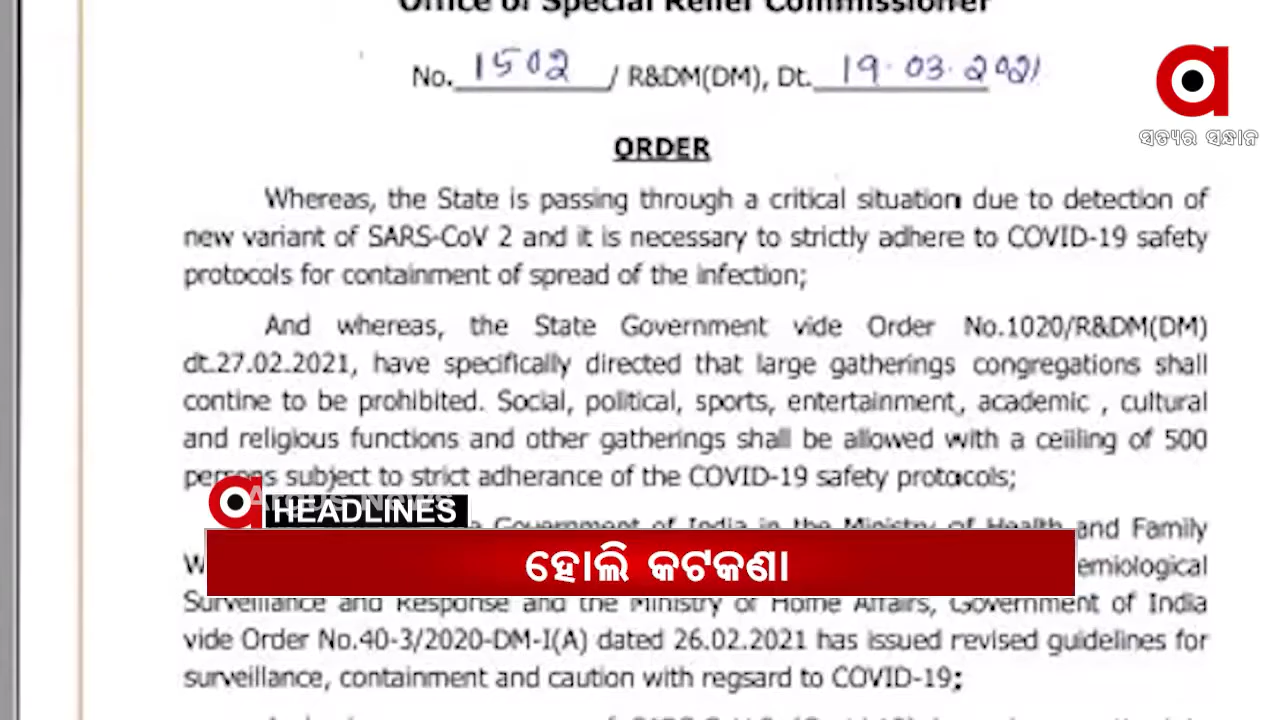 Office of Special Relief Commissioner
No. 1502 / R&DM(DM), Dt. 19.03.2021
ସତ୍ୟର ସନ୍ଧାନ
ORDER
Whereas, the State is passing through a critical situation due to detection of
new variant of SARS-CoV 2 and it is necessary to strictly adhere to COVID-19 safety
protocols for containment of spread of the infection;
And whereas, the State Government vide Order No.1020/R&DM(DM)
dt.27.02.2021, have specifically directed that large gatherings congregations shall
contine to be prohibited. Social, political, sports, entertainment, academic , cultural
and religious functions and other gatherings shall be allowed with a ceiling of 500
persons subject to strict adherance of the COVID-19 safety protocols;
Argus News
HEADLINES
Government of India in the Ministry of Health and Family
ହୋଲି କଟକଣା
Surveillance and Response and the Ministry of Home Affairs, Government of India
vide Order No.40-3/2020-DM-I(A) dated 26.02.2021 has issued revised guidelines for
surveillance, containment and caution with regsard to COVID-19;